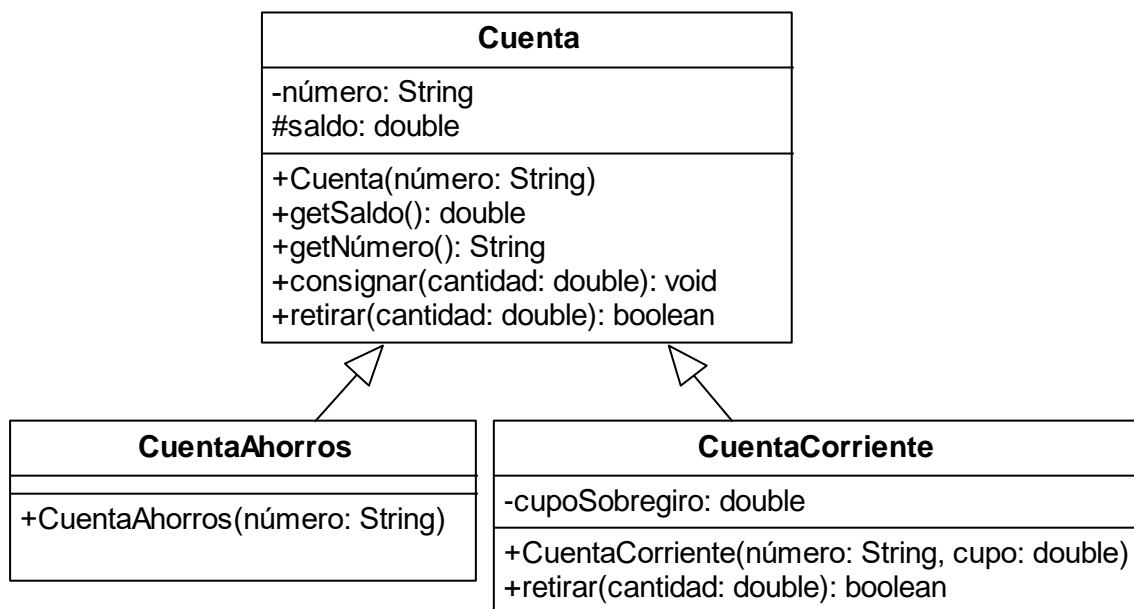 Cuenta
-número: String
#saldo: double
+Cuenta(número: String)
+getSaldo(): double
+getNúmero(): String
+consignar(cantidad: double): void
+retirar(cantidad: double): boolean
CuentaAhorros
+CuentaAhorros(número: String)
CuentaCorriente
-cupoSobregiro: double
+CuentaCorriente(número: String, cupo: double)
+retirar(cantidad: double): boolean